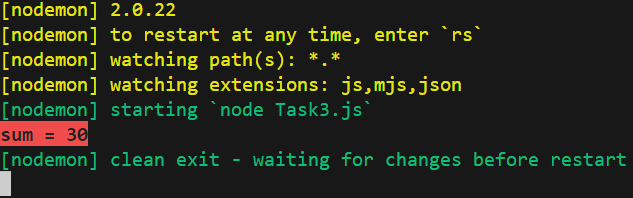 [nodemon] 2.0.22
[nodemon] to restart at any time, enter `rs`
[nodemon] watching path(s): *.*
[nodemon] watching extensions: js,mjs,json
[nodemon] starting `node Task3.js`
sum = 30
[nodemon] clean exit - waiting for changes before restart